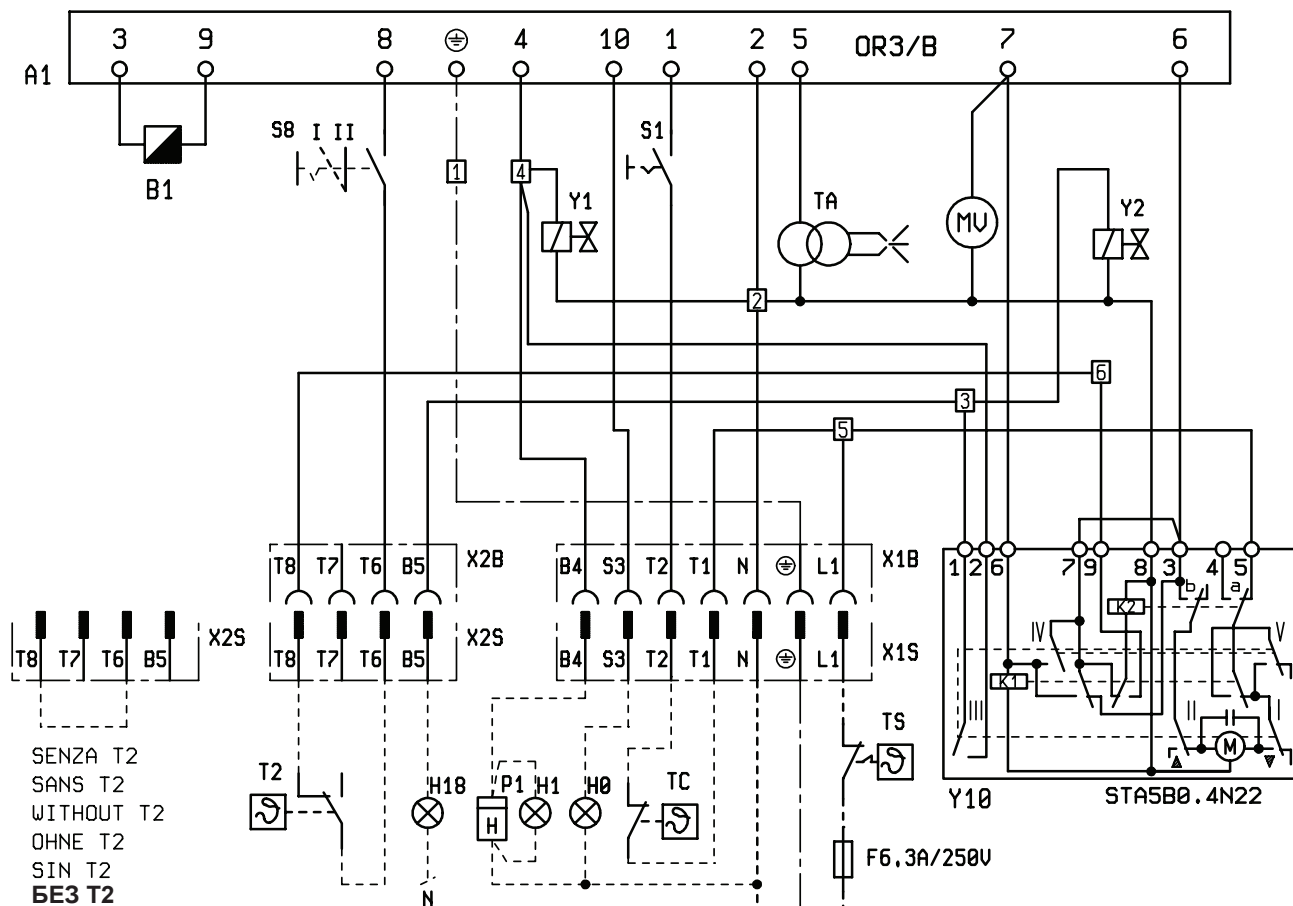 3 9 8 4 10 1 2 5 OR3/B 7 6
A1
S8 I II S1
1 4
B1 Y1 TA MV Y2
2
6
3
5
T8 T7 T6 B5 X2B B4 S3 T2 T1 N L1 X1B
1 2 6 7 9 8 3 4 5
b a
K2
T8 T7 T6 B5 X2S T8 T7 T6 B5 X2S B4 S3 T2 T1 N L1 X1S
IV V
K1
III II I
M
SENZA T2
SANS T2
WITHOUT T2
OHNE T2
SIN T2
БЕЗ T2
T2 H18 P1 H1 H0 TC TS
H
Y10 STA5B0.4N22
F6,3A/250V
N